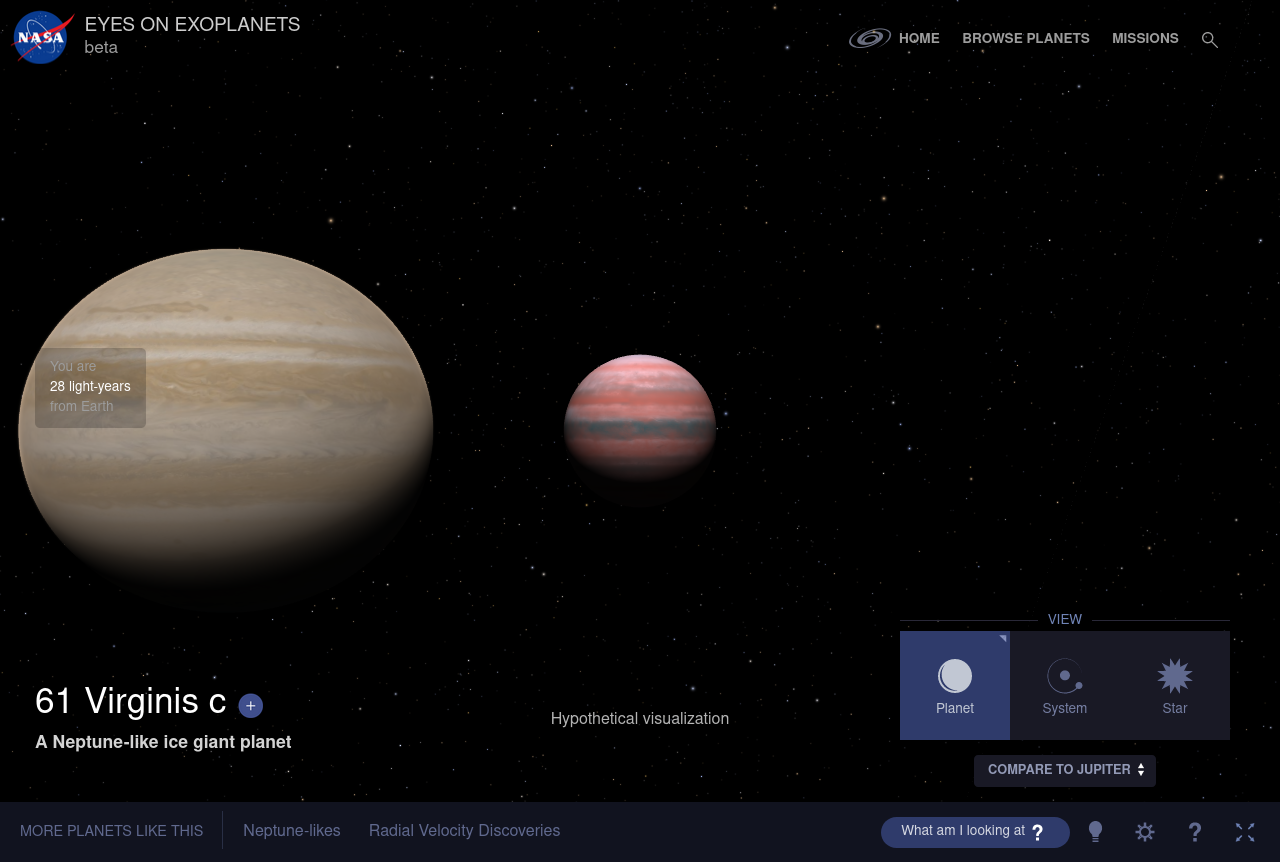 NASA
EYES ON EXOPLANETS
beta
HOME
BROWSE PLANETS
MISSIONS
You are
28 light-years
from Earth
61 Virginis c +
A Neptune-like ice giant planet
Hypothetical visualization
VIEW
Planet
System
Star
COMPARE TO JUPITER
MORE PLANETS LIKE THIS
Neptune-likes
Radial Velocity Discoveries
What am I looking at ?
?